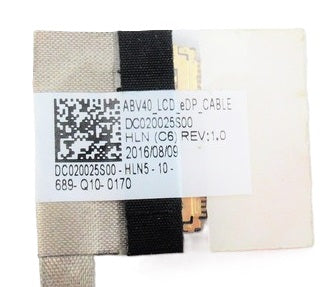 ABV40_LCD_eDP_CABLE
DC020025S00
HLN (C6) REV:1.0
2016/08/09
DC020025S00 - HLN5 - 10 -
689- Q10- 0170